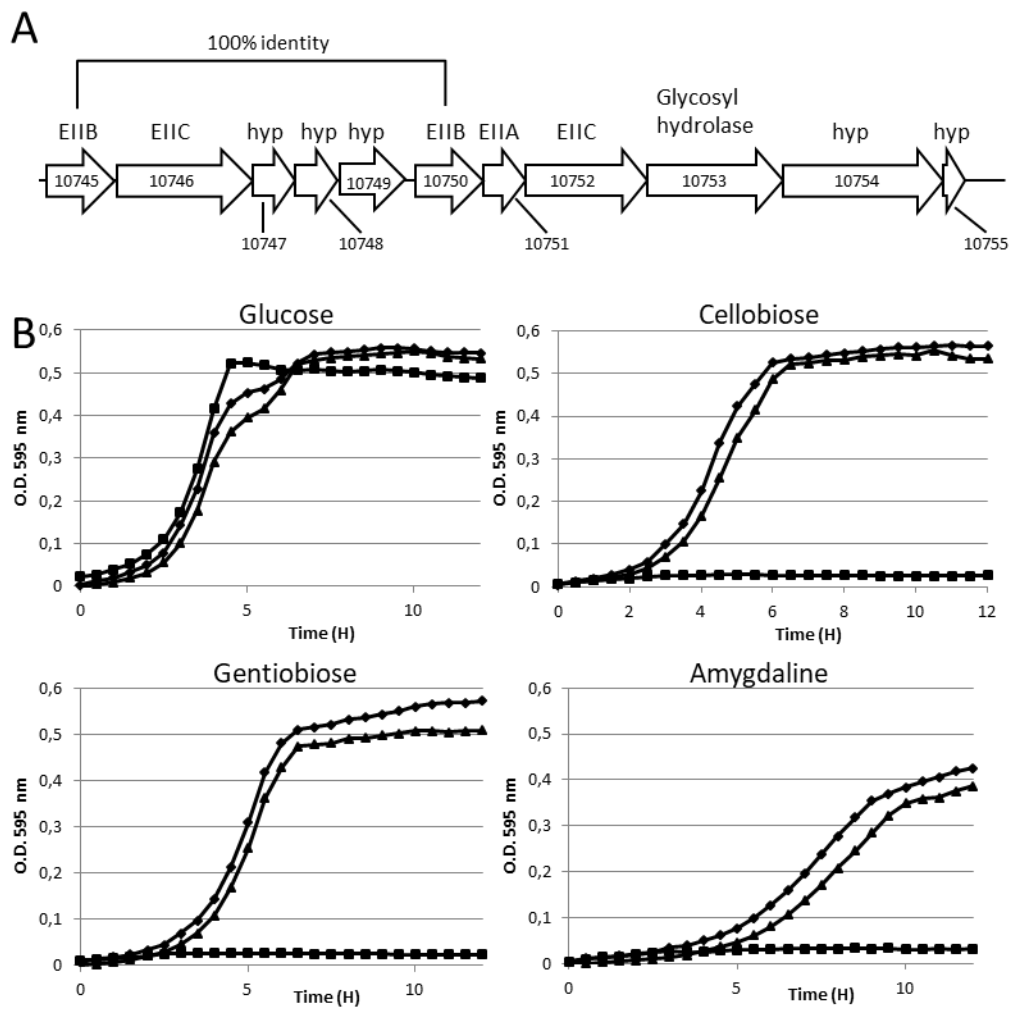 A
100% identity
Glycosyl
hydrolase
EIIB EIIC hyp hyp hyp EIIB EIIA EIIC hyp hyp
10745 10746 10749 10750 10752 10753 10754
10747 10748 10751 10755
B
Glucose
0,6
0,5
0,4
0,3
0,2
0,1
0
O.D. 595 nm
0 5 10
Time (H)
Cellobiose
0,6
0,5
0,4
0,3
0,2
0,1
0
O.D. 595 nm
0 2 4 6 8 10 12
Time (H)
Gentiobiose
0,6
0,5
0,4
0,3
0,2
0,1
0
O.D. 595 nm
0 5 10
Time (H)
Amygdaline
0,6
0,5
0,4
0,3
0,2
0,1
0
O.D. 595 nm
0 5 10
Time (H)